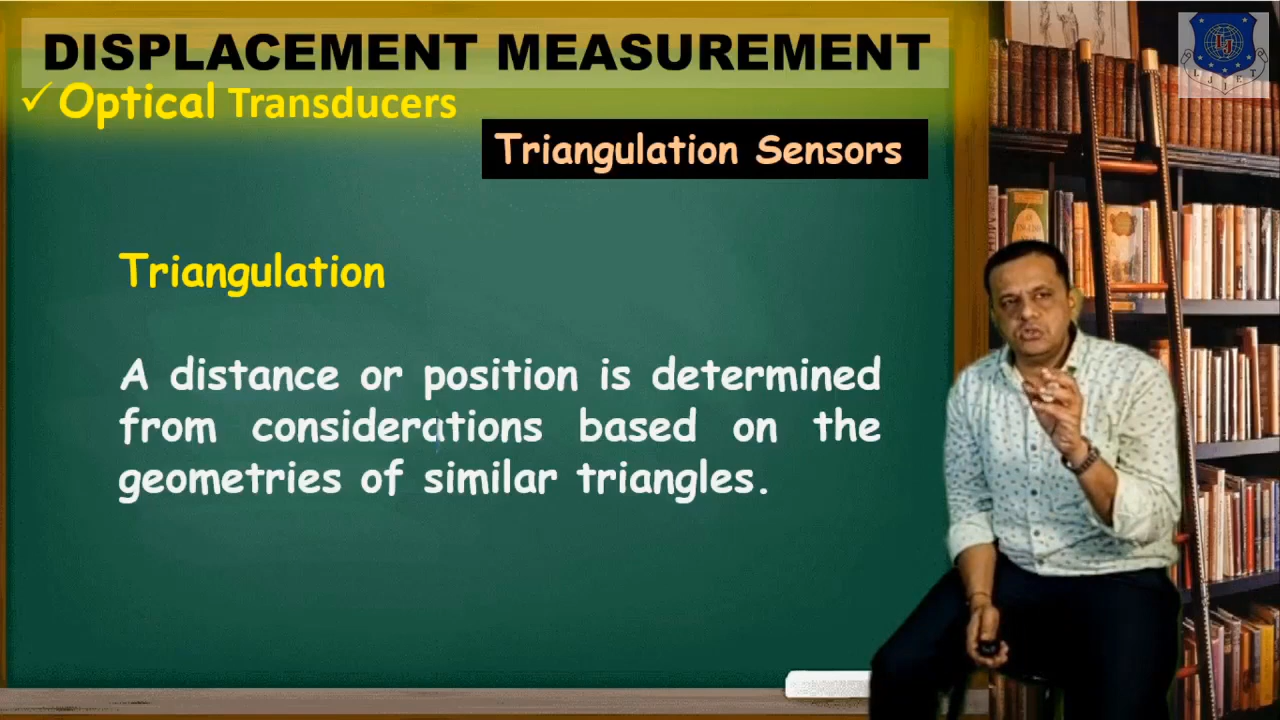 DISPLACEMENT MEASUREMENT
✓Optical Transducers
Triangulation Sensors
Triangulation
A distance or position is determined
from considerations based on the
geometries of similar triangles.
LJIET